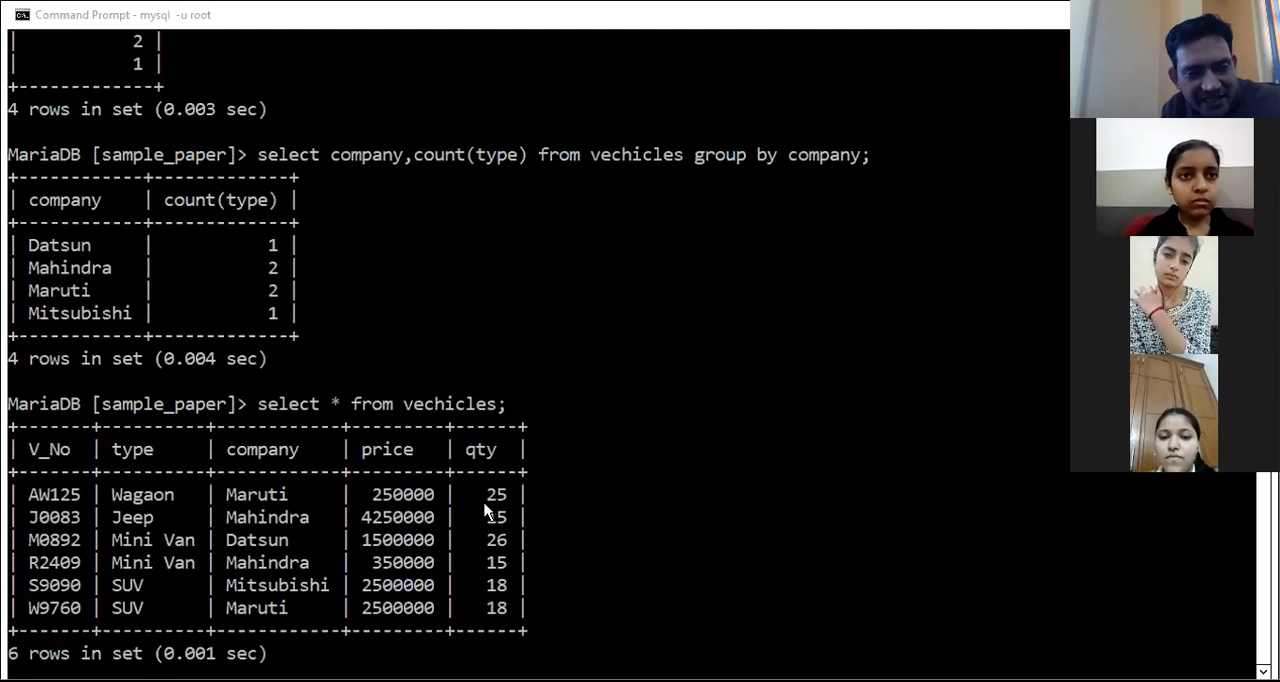 Command Prompt - mysql -u root
| 2 |
| 1 |
+-------------+
4 rows in set (0.003 sec)
MariaDB [sample_paper]> select company,count(type) from vechicles group by company;
+------------+-------------+
| company | count(type) |
+------------+-------------+
| Datsun | 1 |
| Mahindra | 2 |
| Maruti | 2 |
| Mitsubishi | 1 |
+------------+-------------+
4 rows in set (0.004 sec)
MariaDB [sample_paper]> select * from vechicles;
+-------+----------+------------+---------+------+
| V_No | type | company | price | qty |
+-------+----------+------------+---------+------+
| AW125 | Wagaon | Maruti | 250000 | 25 |
| J0083 | Jeep | Mahindra | 4250000 | 15 |
| M0892 | Mini Van | Datsun | 1500000 | 26 |
| R2409 | Mini Van | Mahindra | 350000 | 15 |
| S9090 | SUV | Mitsubishi | 2500000 | 18 |
| W9760 | SUV | Maruti | 2500000 | 18 |
+-------+----------+------------+---------+------+
6 rows in set (0.001 sec)